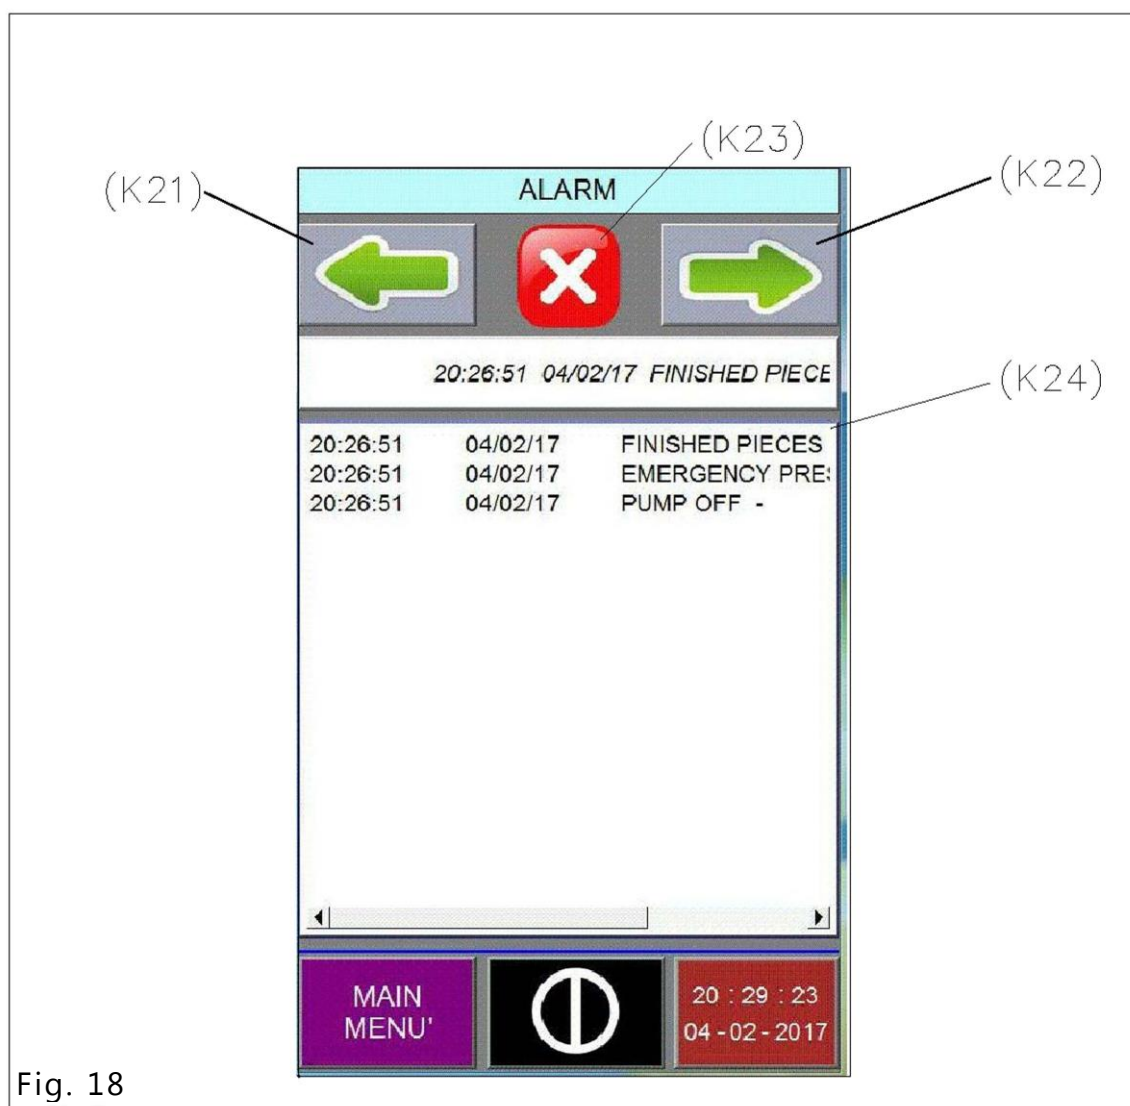 (K23)
(K21)
(K22)
ALARM
20:26:51 04/02/17 FINISHED PIECE
(K24)
20:26:51 04/02/17 FINISHED PIECES
20:26:51 04/02/17 EMERGENCY PRES
20:26:51 04/02/17 PUMP OFF -
MAIN
MENU'
20 : 29 : 23
04 - 02 - 2017
Fig. 18